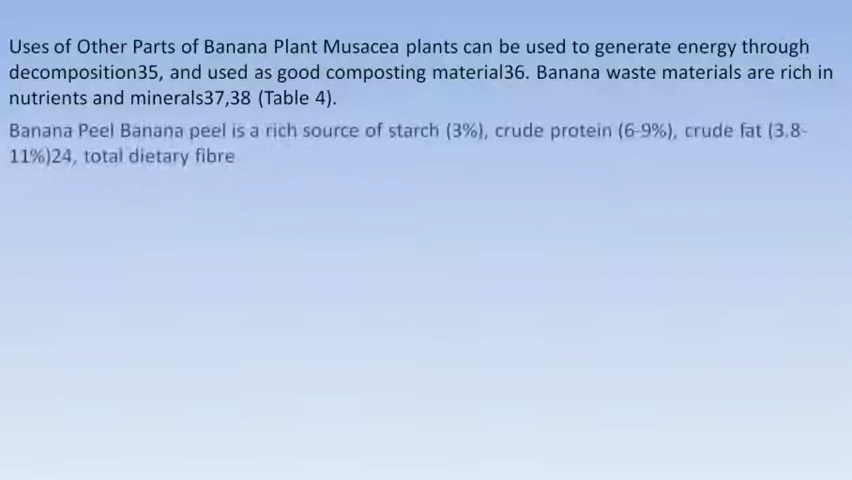 Uses of Other Parts of Banana Plant Musacea plants can be used to generate energy through
decomposition35, and used as good composting material36. Banana waste materials are rich in
nutrients and minerals37,38 (Table 4).
Banana Peel Banana peel is a rich source of starch (3%), crude protein (6-9%), crude fat (3.8-
11%)24, total dietary fibre